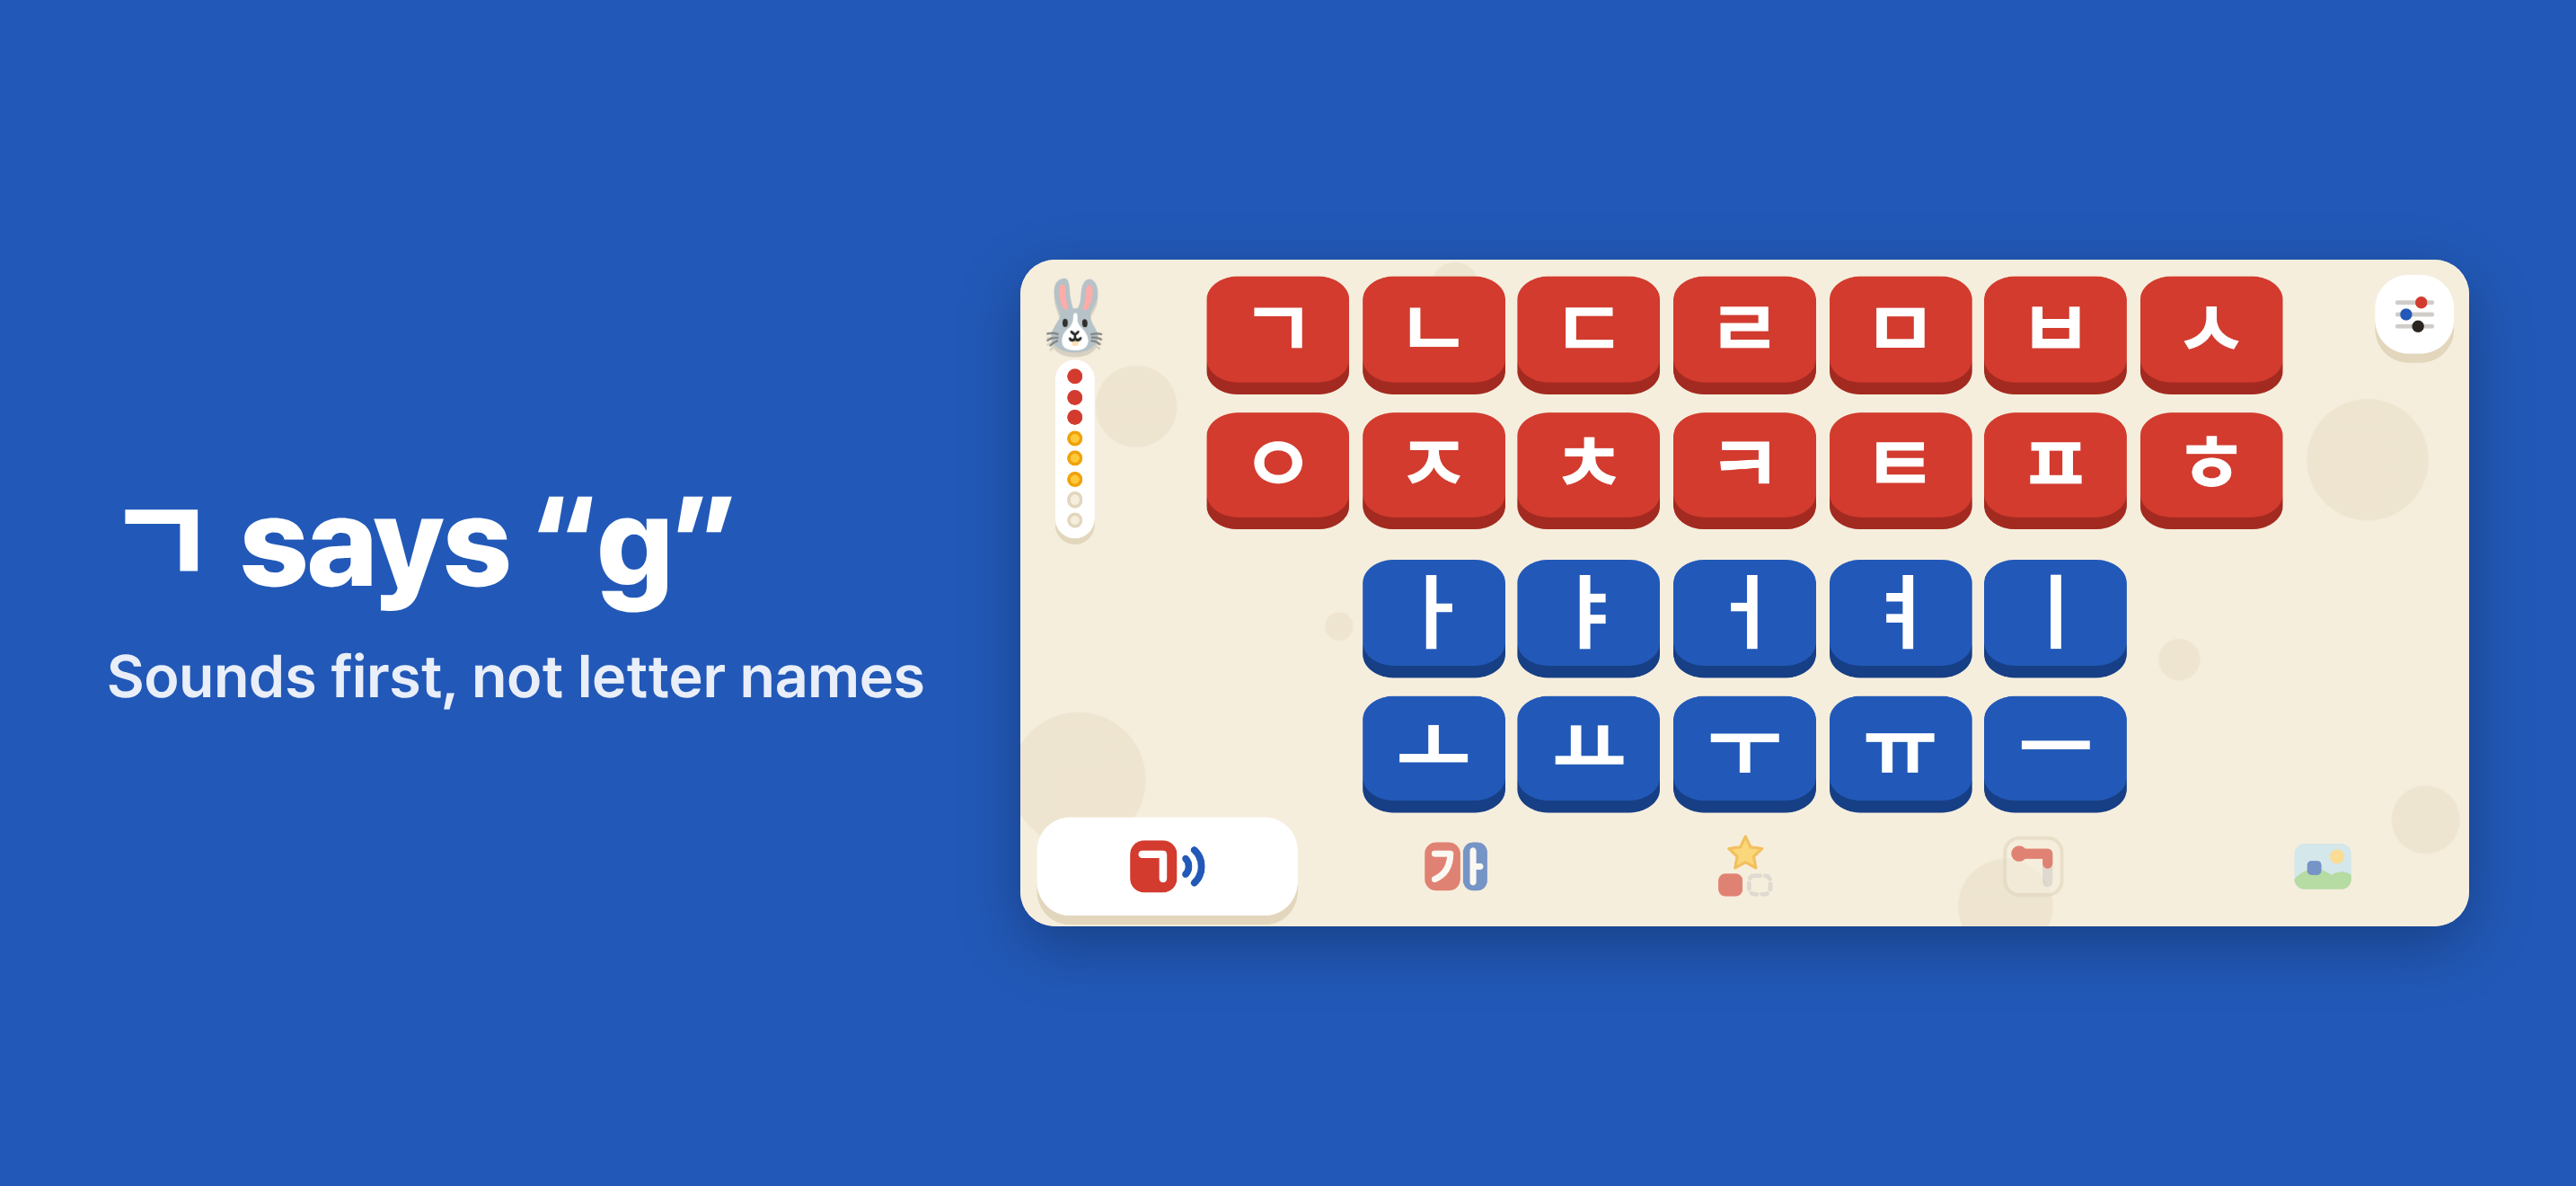 ㄱ says “g”
Sounds first, not letter names
ㄱ ㄴ ㄷ ㄹ ㅁ ㅂ ㅅ
ㅇ ㅈ ㅊ ㅋ ㅌ ㅍ ㅎ
ㅏ ㅑ ㅓ ㅕ ㅣ
ㅗ ㅛ ㅜ ㅠ ㅡ
ㄱ 가 ㄱ